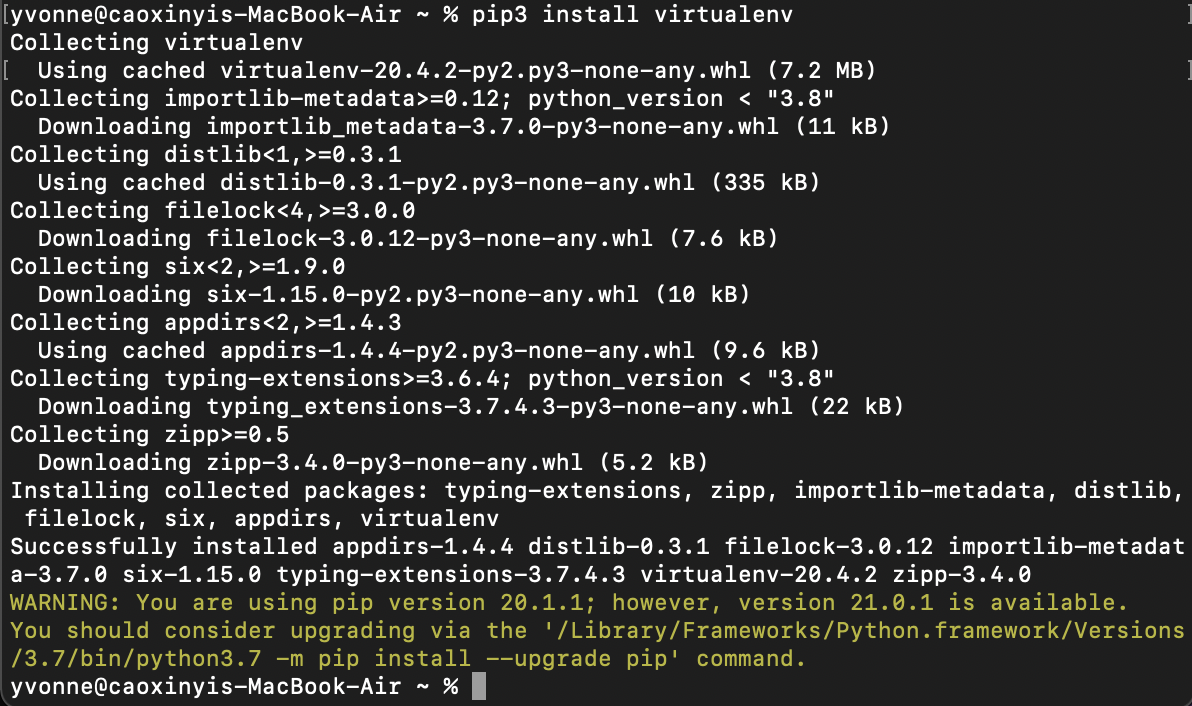 [yvonne@caoxinyis-MacBook-Air ~ % pip3 install virtualenv ]
Collecting virtualenv
[  Using cached virtualenv-20.4.2-py2.py3-none-any.whl (7.2 MB) ]
Collecting importlib-metadata>=0.12; python_version < "3.8"
  Downloading importlib_metadata-3.7.0-py3-none-any.whl (11 kB)
Collecting distlib<1,>=0.3.1
  Using cached distlib-0.3.1-py2.py3-none-any.whl (335 kB)
Collecting filelock<4,>=3.0.0
  Downloading filelock-3.0.12-py3-none-any.whl (7.6 kB)
Collecting six<2,>=1.9.0
  Downloading six-1.15.0-py2.py3-none-any.whl (10 kB)
Collecting appdirs<2,>=1.4.3
  Using cached appdirs-1.4.4-py2.py3-none-any.whl (9.6 kB)
Collecting typing-extensions>=3.6.4; python_version < "3.8"
  Downloading typing_extensions-3.7.4.3-py3-none-any.whl (22 kB)
Collecting zipp>=0.5
  Downloading zipp-3.4.0-py3-none-any.whl (5.2 kB)
Installing collected packages: typing-extensions, zipp, importlib-metadata, distlib,
 filelock, six, appdirs, virtualenv
Successfully installed appdirs-1.4.4 distlib-0.3.1 filelock-3.0.12 importlib-metadat
a-3.7.0 six-1.15.0 typing-extensions-3.7.4.3 virtualenv-20.4.2 zipp-3.4.0
WARNING: You are using pip version 20.1.1; however, version 21.0.1 is available.
You should consider upgrading via the '/Library/Frameworks/Python.framework/Versions
/3.7/bin/python3.7 -m pip install --upgrade pip' command.
yvonne@caoxinyis-MacBook-Air ~ %